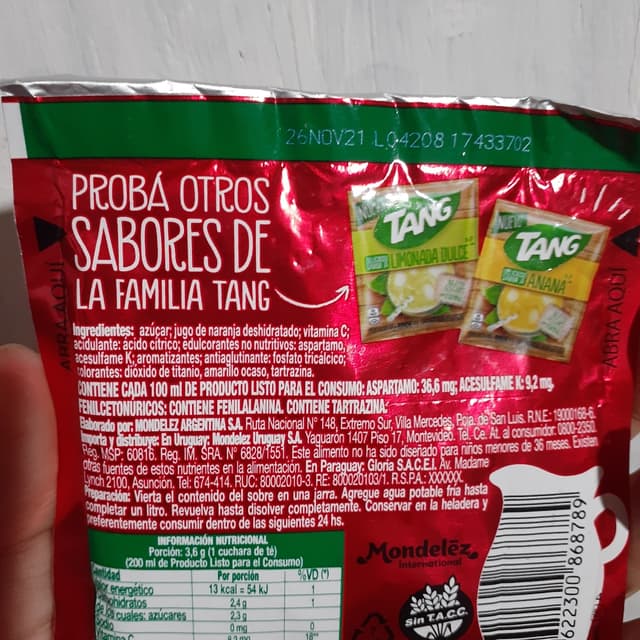 26NOV21 L04208 17433702
PROBÁ OTROS
SABORES DE
LA FAMILIA TANG
NUEVO
TANG
LIMONADA DULCE
NUEVO
TANG
ANANÁ
ABRA AQUÍ
ABRA AQUÍ
Ingredientes: azúcar; jugo de naranja deshidratado; vitamina C;
acidulante: ácido cítrico; edulcorantes no nutritivos: aspartamo,
acesulfame K; aromatizantes; antiaglutinante: fosfato tricálcico;
colorantes: dióxido de titanio, amarillo ocaso, tartrazina.
CONTIENE CADA 100 ml DE PRODUCTO LISTO PARA EL CONSUMO: ASPARTAMO: 36,6 mg; ACESULFAME K: 9,2 mg.
FENILCETONÚRICOS: CONTIENE FENILALANINA. CONTIENE TARTRAZINA.
Elaborado por: MONDELEZ ARGENTINA S.A. Ruta Nacional N° 148, Extremo Sur, Villa Mercedes, Pcia. de San Luis. R.N.E: 19000168-6.
Importa y distribuye: En Uruguay: Mondelez Uruguay S.A. Yaguarón 1407 Piso 17, Montevideo. Tel. Ce. At. al consumidor: 0800-2350.
Reg. MSP: 60816. Reg. IM. SRA. N° 6828/1551. Este alimento no ha sido diseñado para niños menores de 36 meses. Existen
otras fuentes de estos nutrientes en la alimentación. En Paraguay: Gloria S.A.C.E.I. Av. Madame
Lynch 2100, Asunción. Tel: 674-414. RUC: 80002010-3. RE: 800020103/1. R.S.P.A.: XXXXXX.
Preparación: Vierta el contenido del sobre en una jarra. Agregue agua potable fría hasta
completar un litro. Revuelva hasta disolver completamente. Conservar en la heladera y
preferentemente consumir dentro de las siguientes 24 hs.
INFORMACIÓN NUTRICIONAL
Porción: 3,6 g (1 cuchara de té)
(200 ml de Producto Listo para el Consumo)
Cantidad Por porción %VD (*)
Valor energético 13 kcal = 54 kJ 1
Carbohidratos 2,4 g 1
de los cuales: azúcares 2,3 g
Sodio 0 mg 0
Mondelēz
International
Sin T.A.C.C.
622300 868789